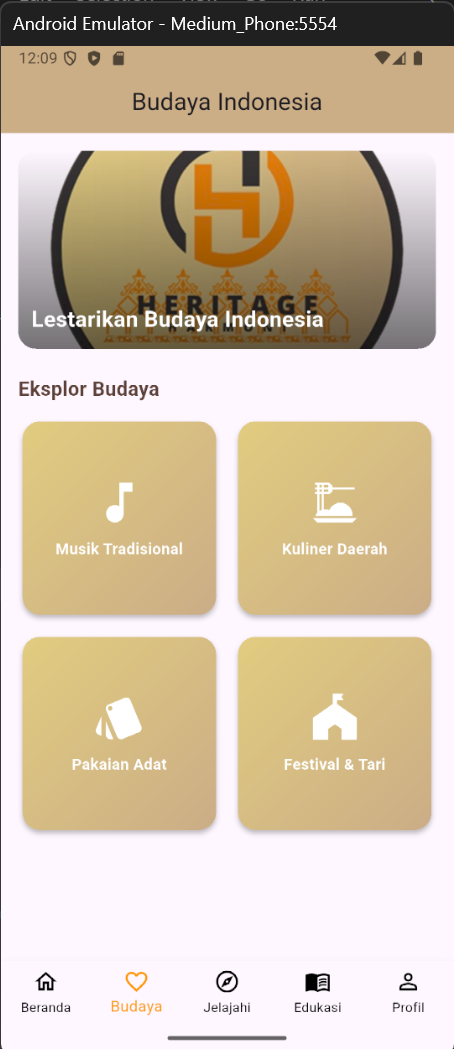 Android Emulator - Medium_Phone:5554
12:09
Budaya Indonesia
HERITAGE
HARMONY
Lestarikan Budaya Indonesia
Eksplor Budaya
Musik Tradisional
Kuliner Daerah
Pakaian Adat
Festival & Tari
Beranda
Budaya
Jelajahi
Edukasi
Profil